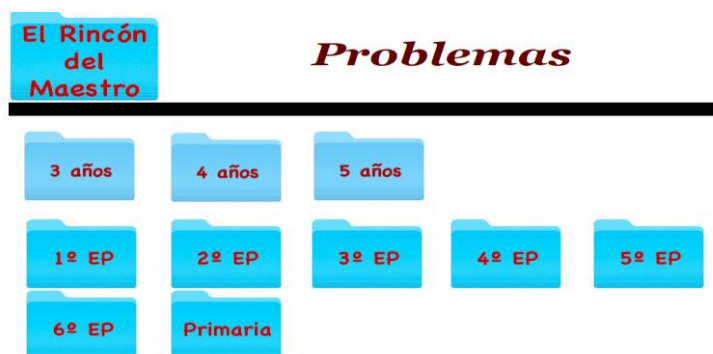 El Rincón
del
Maestro
Problemas
3 años
4 años
5 años
1º EP
2º EP
3º EP
4º EP
5º EP
6º EP
Primaria